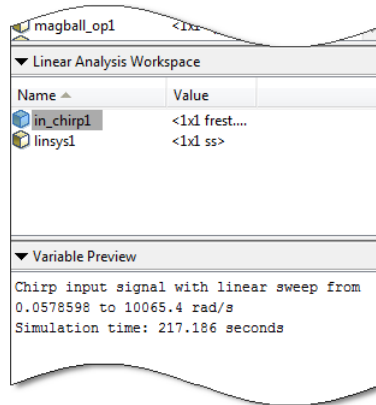 magball_op1 <1x1
▼ Linear Analysis Workspace
Name Value
in_chirp1 <1x1 frest....
linsys1 <1x1 ss>
▼ Variable Preview
Chirp input signal with linear sweep from
0.0578598 to 10065.4 rad/s
Simulation time: 217.186 seconds